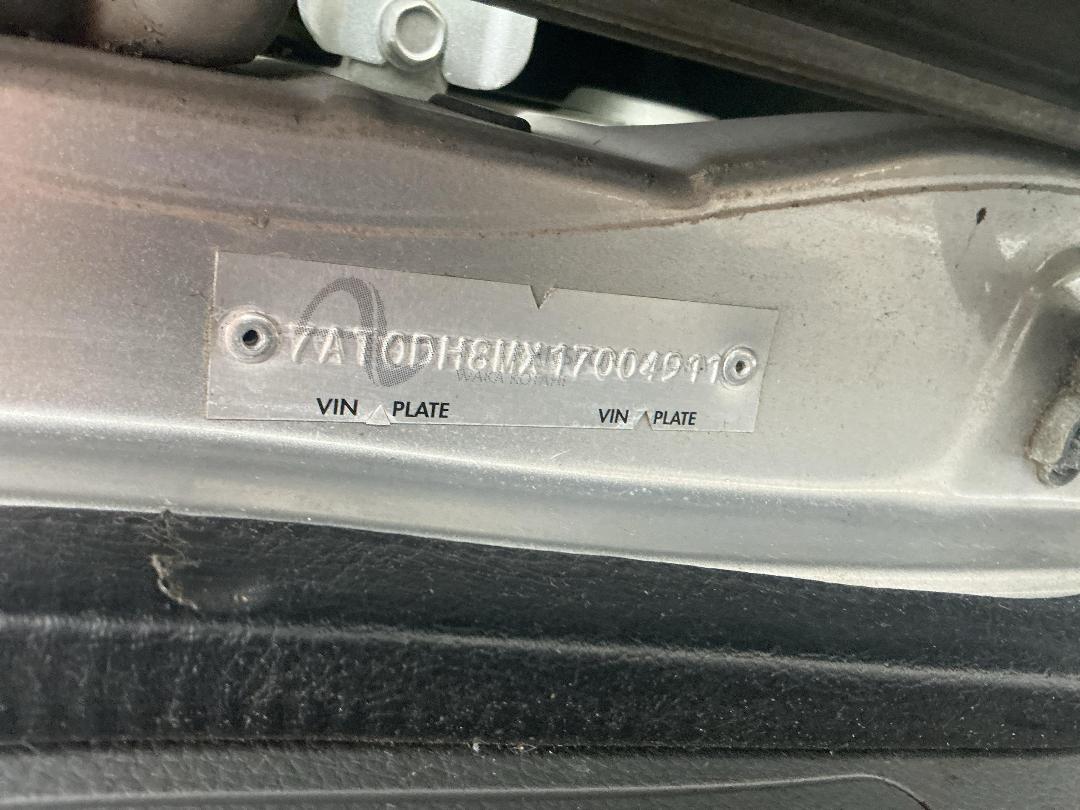 7AT0DH8MX17004911
WAKA KOTAHI
VIN PLATE VIN PLATE